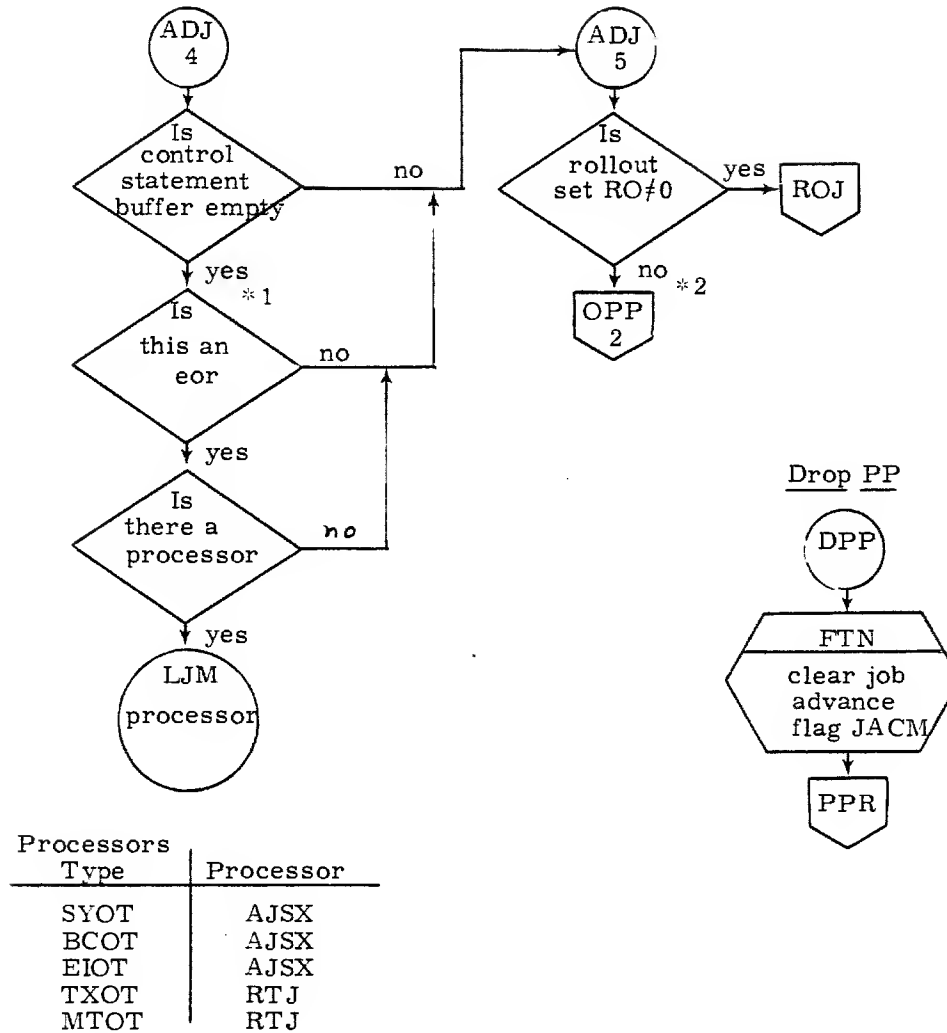 ADJ
4
Is
control
statement
buffer empty
no
yes
*1
Is
this an
eor
no
yes
Is
there a
processor
no
yes
LJM
processor
ADJ
5
Is
rollout
set RO≠0
yes
ROJ
no
*2
OPP
2
Drop PP
DPP
FTN
clear job
advance
flag JACM
PPR
Processors
Type Processor
SYOT AJSX
BCOT AJSX
EIOT AJSX
TXOT RTJ
MTOT RTJ